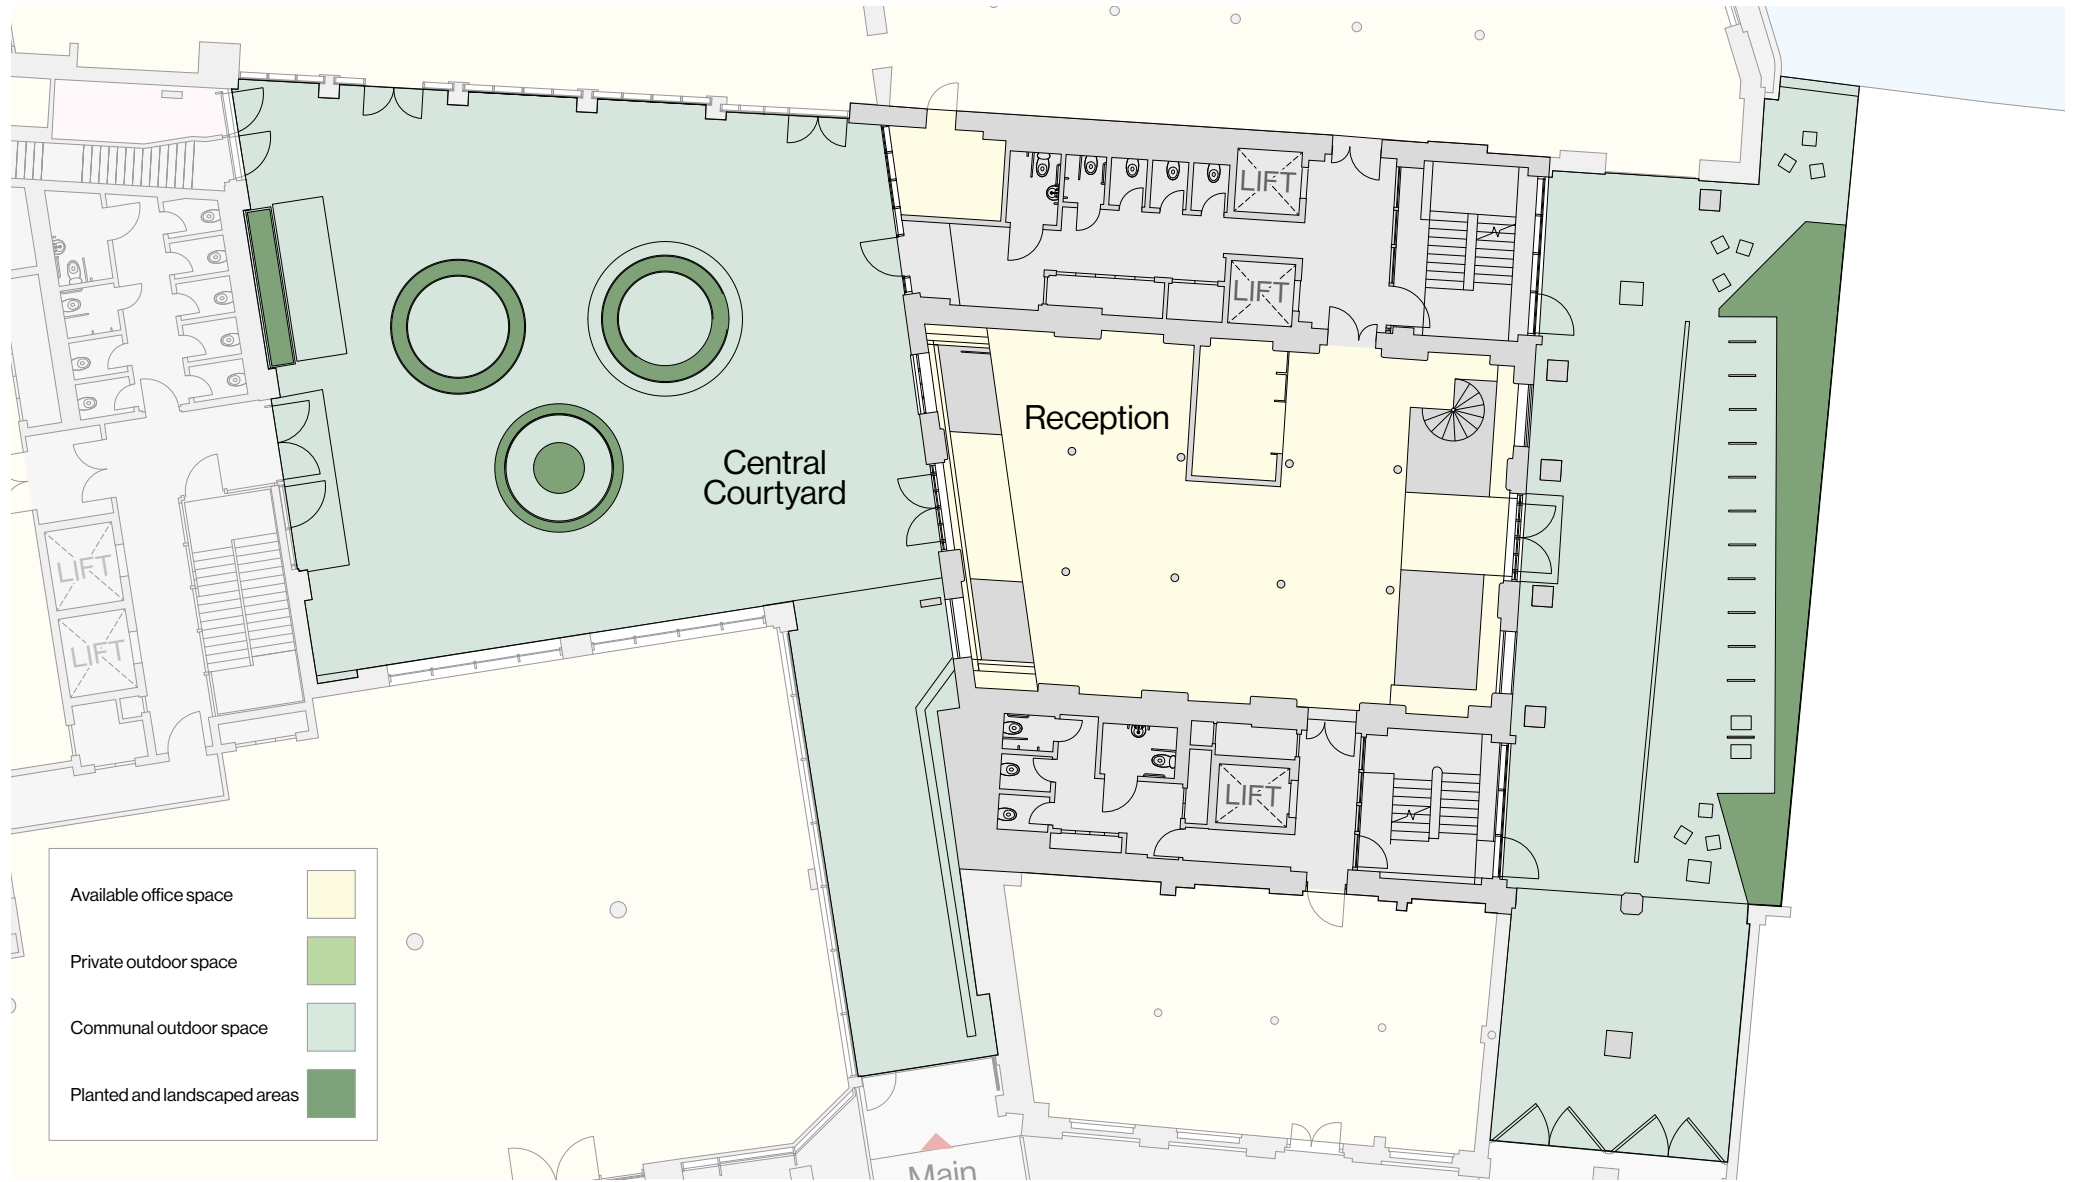 LIFT
LIFT
Reception
Central
Courtyard
LIFT
LIFT
LIFT
Available office space
Private outdoor space
Communal outdoor space
Planted and landscaped areas
Main